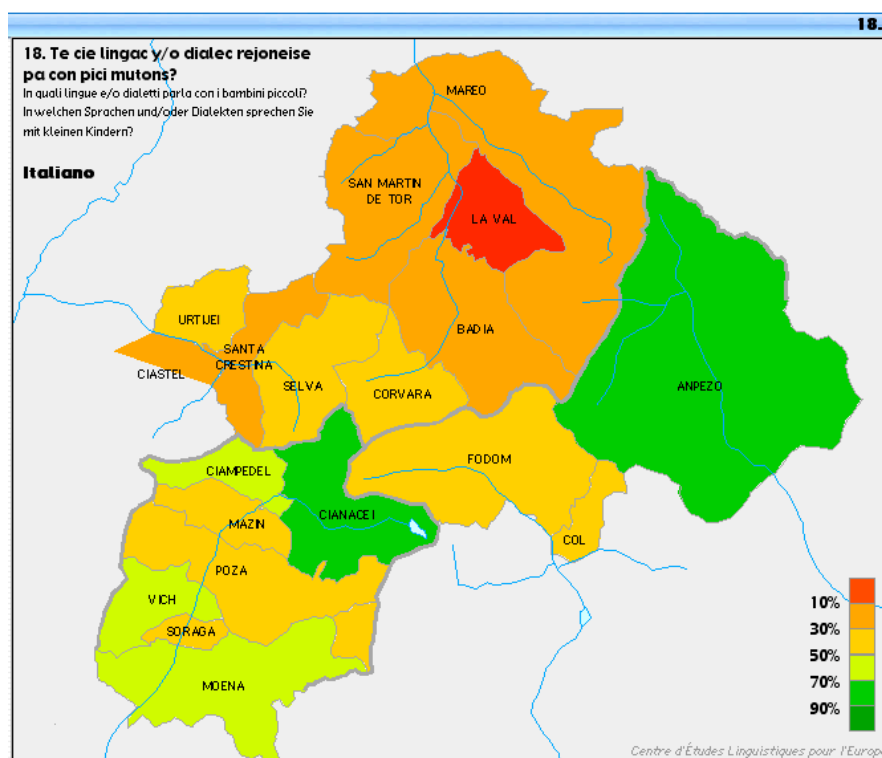 18.
18. Te cie lingac y/o dialec rejoneise
pa con pici mutons?
In quali lingue e/o dialetti parla con i bambini piccoli?
In welchen Sprachen und/oder Dialekten sprechen Sie
mit kleinen Kindern?
Italiano
MAREO
SAN MARTIN
DE TOR
LA VAL
URTIJEI
SANTA
CRESTINA
CIASTEL
SELVA
BADIA
CORVARA
ANPEZO
CIAMPEDEL
FODOM
MAZIN
CIANACEI
COL
POZA
VICH
SORAGA
MOENA
10%
30%
50%
70%
90%
Centre d'Études Linguistiques pour l'Europe